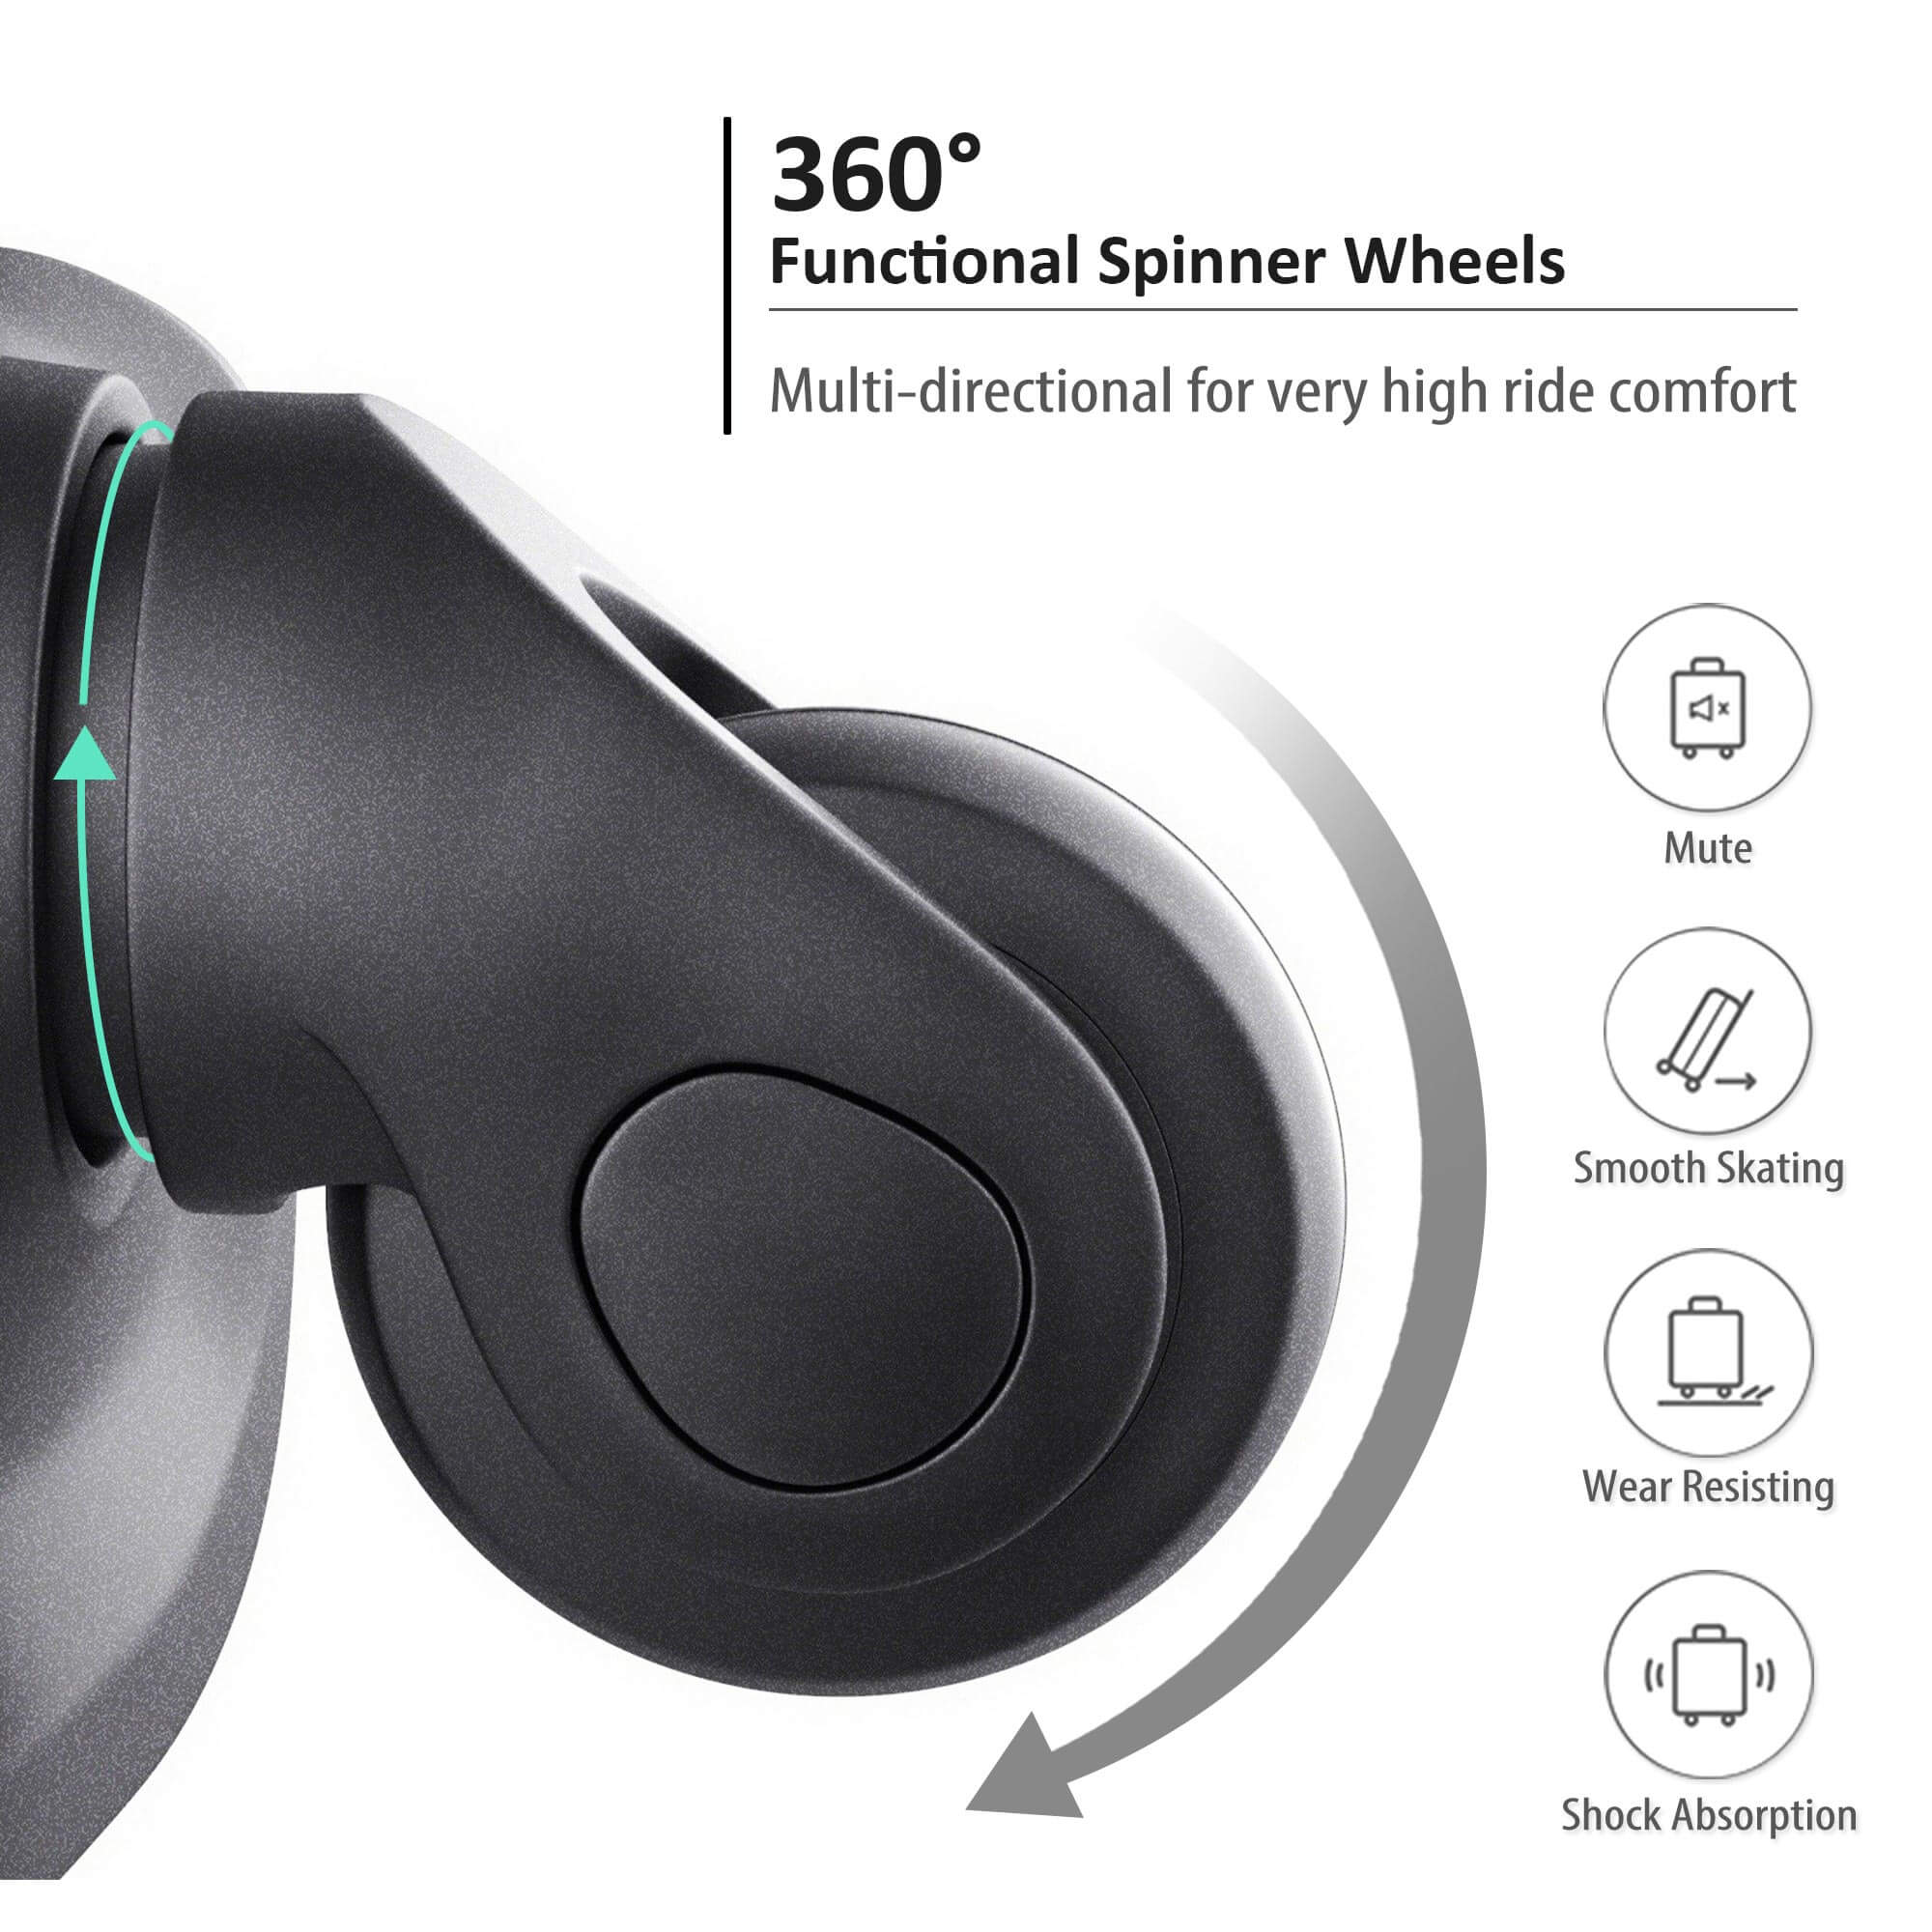 360°
Functional Spinner Wheels
Multi-directional for very high ride comfort
Mute
Smooth Skating
Wear Resisting
Shock Absorption